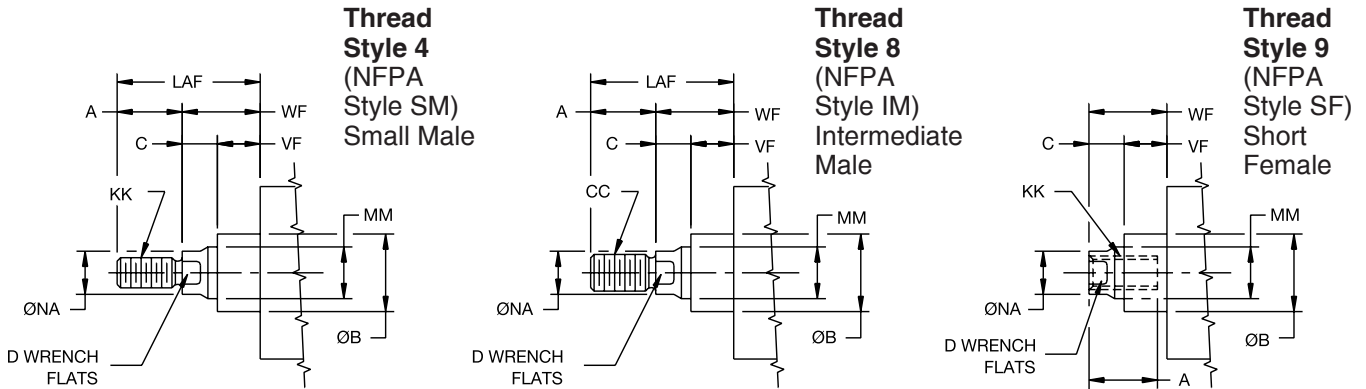 Thread
Style 4
(NFPA
Style SM)
Small Male
LAF
A
WF
C
VF
KK
MM
ØNA
ØB
D WRENCH
FLATS
Thread
Style 8
(NFPA
Style IM)
Intermediate
Male
LAF
A
WF
C
VF
CC
MM
ØNA
ØB
D WRENCH
FLATS
Thread
Style 9
(NFPA
Style SF)
Short
Female
WF
C
VF
KK
MM
ØNA
ØB
D WRENCH
FLATS
A